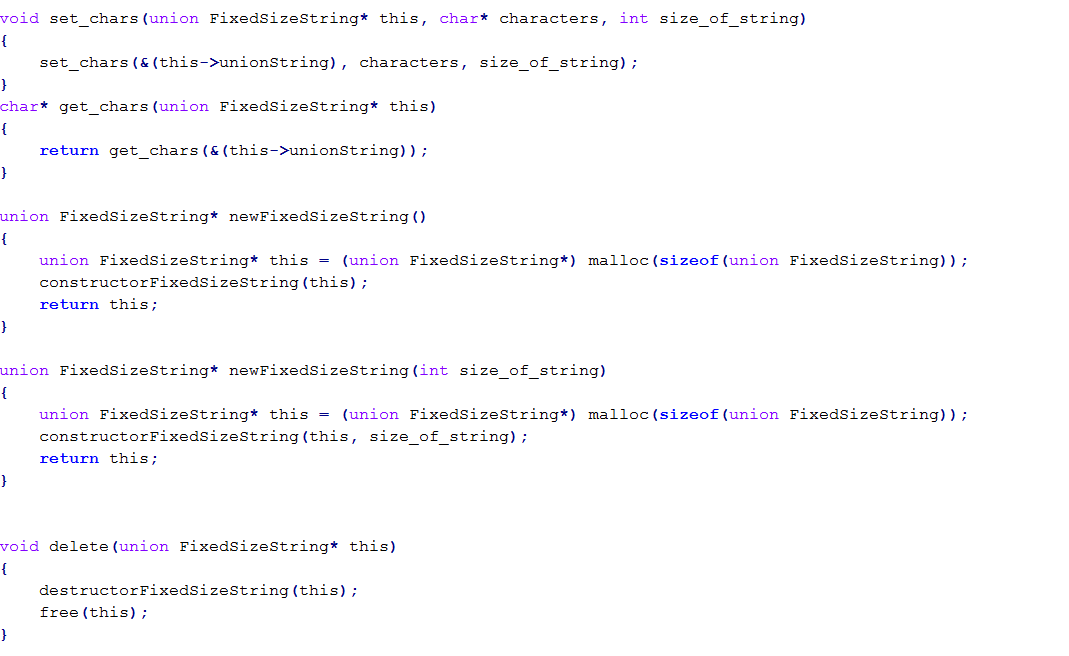 void set_chars(union FixedSizeString* this, char* characters, int size_of_string)
{
    set_chars(&(this->unionString), characters, size_of_string);
}
char* get_chars(union FixedSizeString* this)
{
    return get_chars(&(this->unionString));
}

union FixedSizeString* newFixedSizeString()
{
    union FixedSizeString* this = (union FixedSizeString*) malloc(sizeof(union FixedSizeString));
    constructorFixedSizeString(this);
    return this;
}

union FixedSizeString* newFixedSizeString(int size_of_string)
{
    union FixedSizeString* this = (union FixedSizeString*) malloc(sizeof(union FixedSizeString));
    constructorFixedSizeString(this, size_of_string);
    return this;
}


void delete(union FixedSizeString* this)
{
    destructorFixedSizeString(this);
    free(this);
}